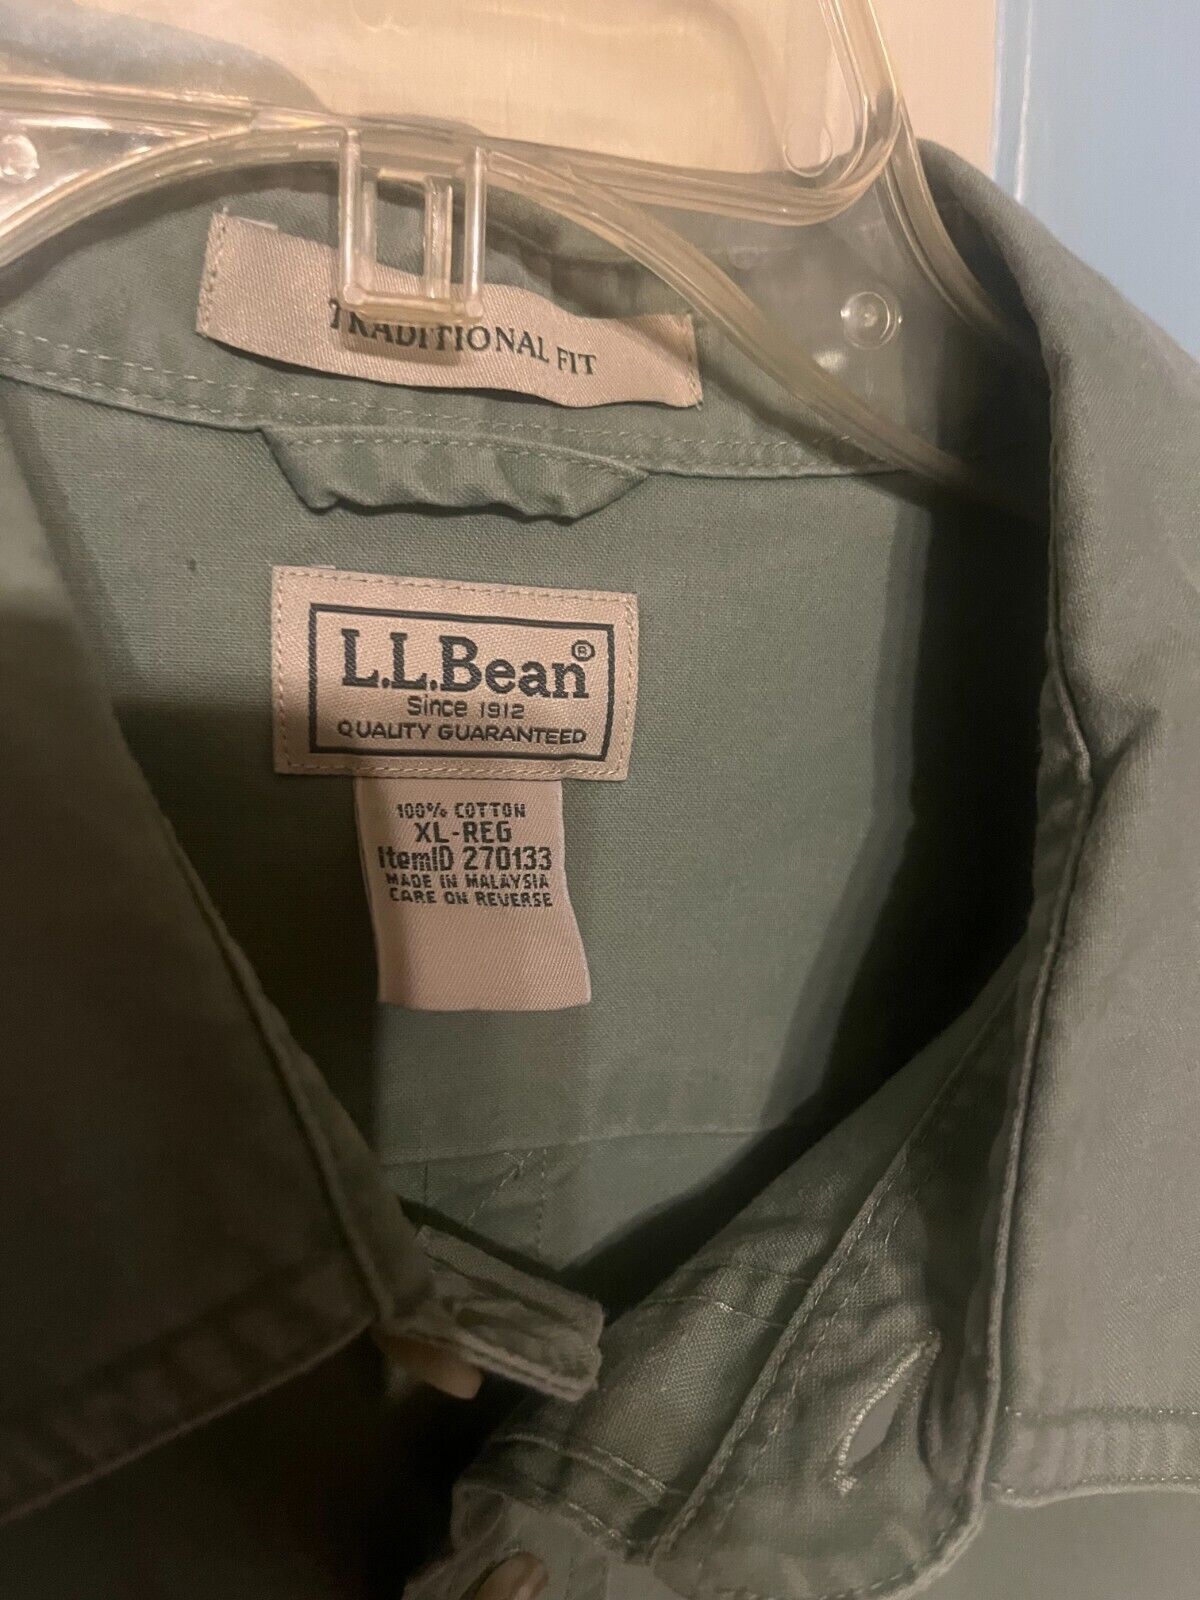 TRADITIONAL FIT
L.L.Bean®
Since 1912
QUALITY GUARANTEED
100% COTTON
XL-REG
ItemID 270133
MADE IN MALAYSIA
CARE ON REVERSE